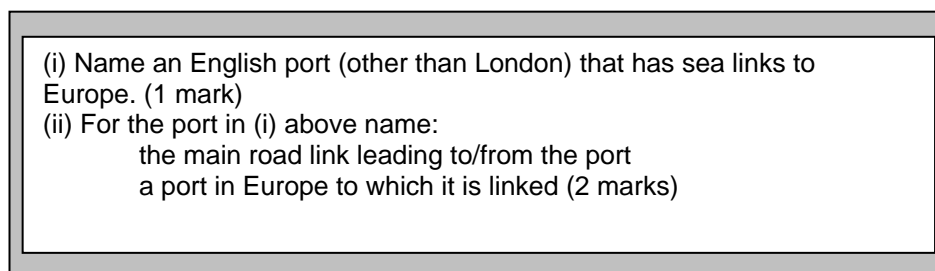 (i) Name an English port (other than London) that has sea links to
Europe. (1 mark)
(ii) For the port in (i) above name:
the main road link leading to/from the port
a port in Europe to which it is linked (2 marks)